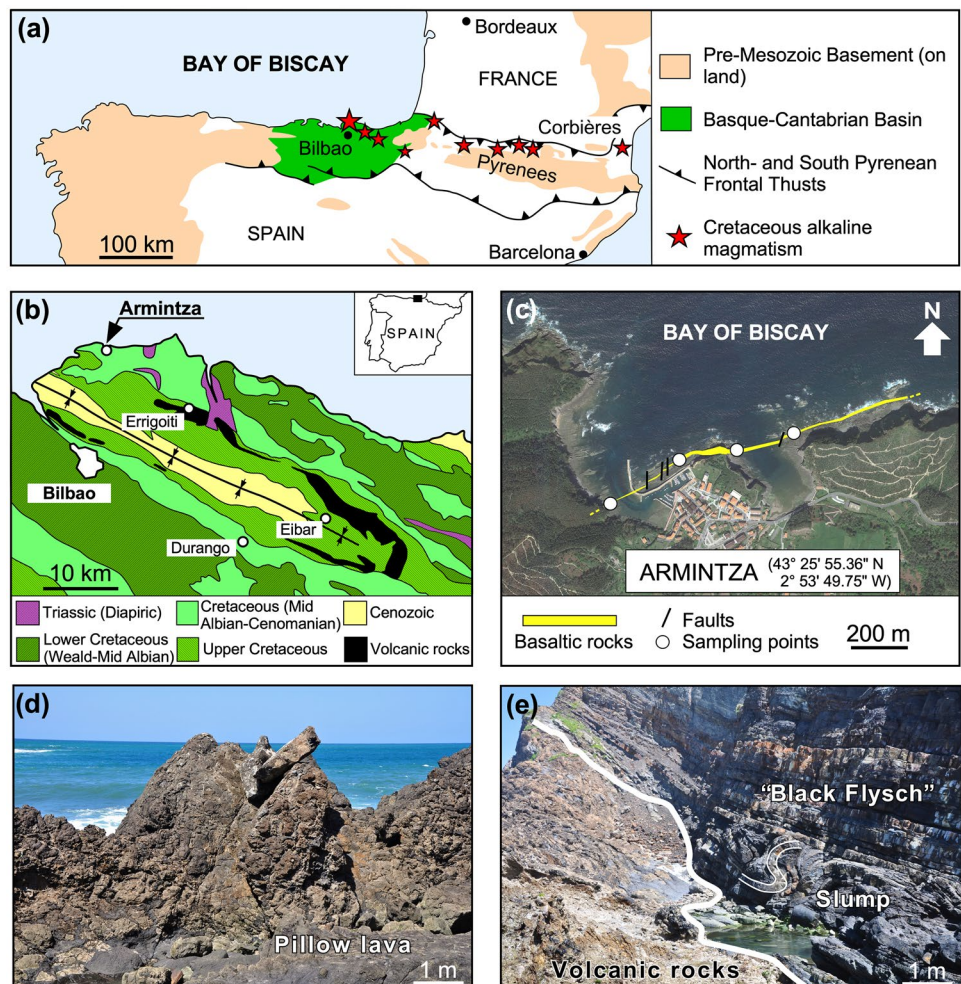 (a)
Bordeaux
BAY OF BISCAY
FRANCE
Corbières
Bilbao
Pyrenees
SPAIN
100 km
Barcelona
Pre-Mesozoic Basement (on
land)
Basque-Cantabrian Basin
North- and South Pyrenean
Frontal Thusts
Cretaceous alkaline
magmatism
(b)
Armintza
SPAIN
Errigoiti
Bilbao
Eibar
Durango
10 km
Triassic (Diapiric)
Cretaceous (Mid
Albian-Cenomanian)
Cenozoic
Lower Cretaceous
(Weald-Mid Albian)
Upper Cretaceous
Volcanic rocks
(c)
BAY OF BISCAY
N
ARMINTZA
(43° 25' 55.36" N
2° 53' 49.75" W)
Basaltic rocks
Faults
Sampling points
200 m
(d)
Pillow lava
1 m
(e)
“Black Flysch”
Slump
Volcanic rocks
1 m